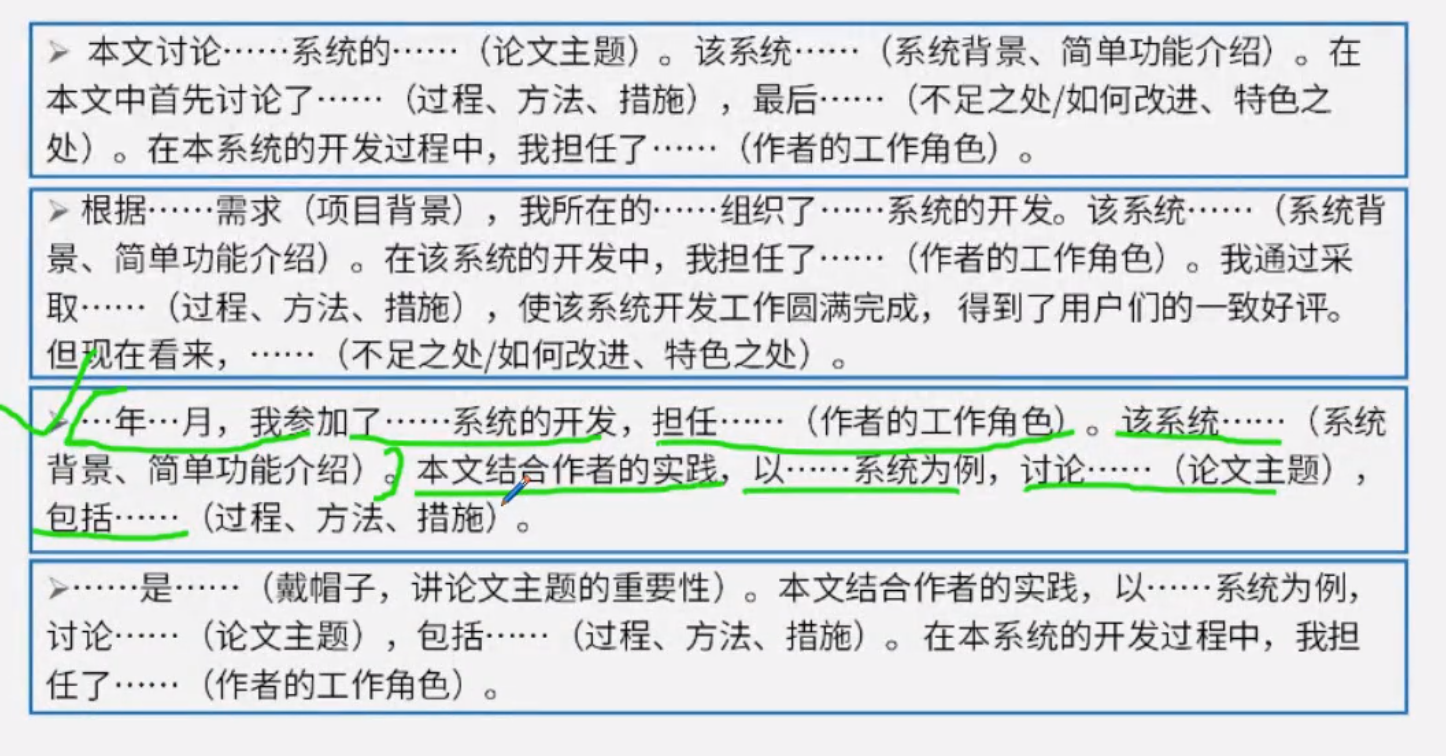 ➢ 本文讨论……系统的……（论文主题）。该系统……（系统背景、简单功能介绍）。在
本文中首先讨论了……（过程、方法、措施），最后……（不足之处/如何改进、特色之
处）。在本系统的开发过程中，我担任了……（作者的工作角色）。
➢ 根据……需求（项目背景），我所在的……组织了……系统的开发。该系统……（系统背
景、简单功能介绍）。在该系统的开发中，我担任了……（作者的工作角色）。我通过采
取……（过程、方法、措施），使该系统开发工作圆满完成，得到了用户们的一致好评。
但现在看来，……（不足之处/如何改进、特色之处）。
➢ …年…月，我参加了……系统的开发，担任……（作者的工作角色）。该系统……（系统
背景、简单功能介绍）。本文结合作者的实践，以……系统为例，讨论……（论文主题），
包括……（过程、方法、措施）。
➢……是……（戴帽子，讲论文主题的重要性）。本文结合作者的实践，以……系统为例，
讨论……（论文主题），包括……（过程、方法、措施）。在本系统的开发过程中，我担
任了……（作者的工作角色）。